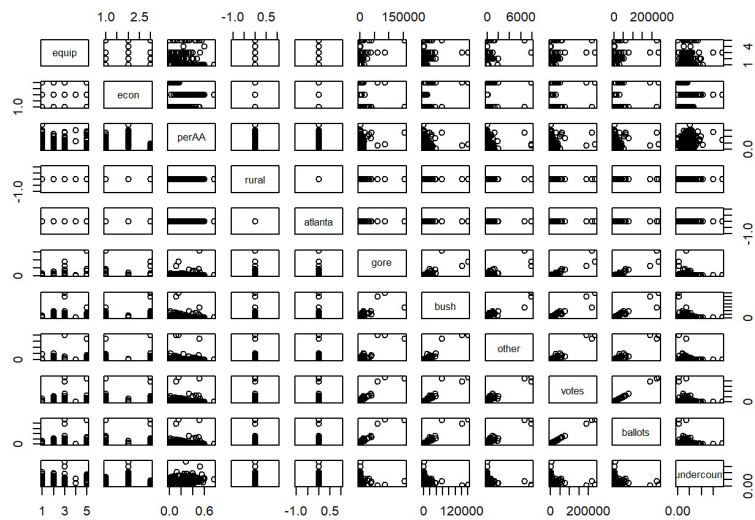 1.0 2.5 -1.0 0.5 0 150000 0 6000 0 200000
equip 1 4
1.0 econ
perAA 0.0
-1.0 rural
atlanta -1.0
0 gore
bush 0
0 other
votes 0
0 ballots
undercoun 0.000
1 3 5 0.0 0.6 -1.0 0.5 0 120000 0 200000 0.00